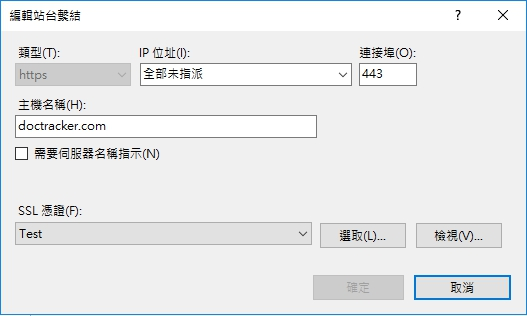 編輯站台繫結
類型(T): IP 位址(I): 連接埠(O):
https 全部未指派 443
主機名稱(H):
doctracker.com
需要伺服器名稱指示(N)
SSL 憑證(F):
Test 選取(L)... 檢視(V)...
確定 取消